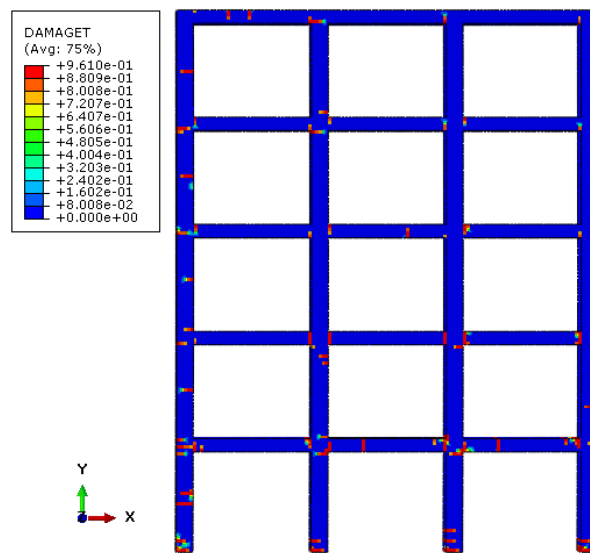 DAMAGET
(Avg: 75%)
+9.610e-01
+8.809e-01
+8.008e-01
+7.207e-01
+6.407e-01
+5.606e-01
+4.805e-01
+4.004e-01
+3.203e-01
+2.402e-01
+1.602e-01
+8.008e-02
+0.000e+00
Y
Z
X